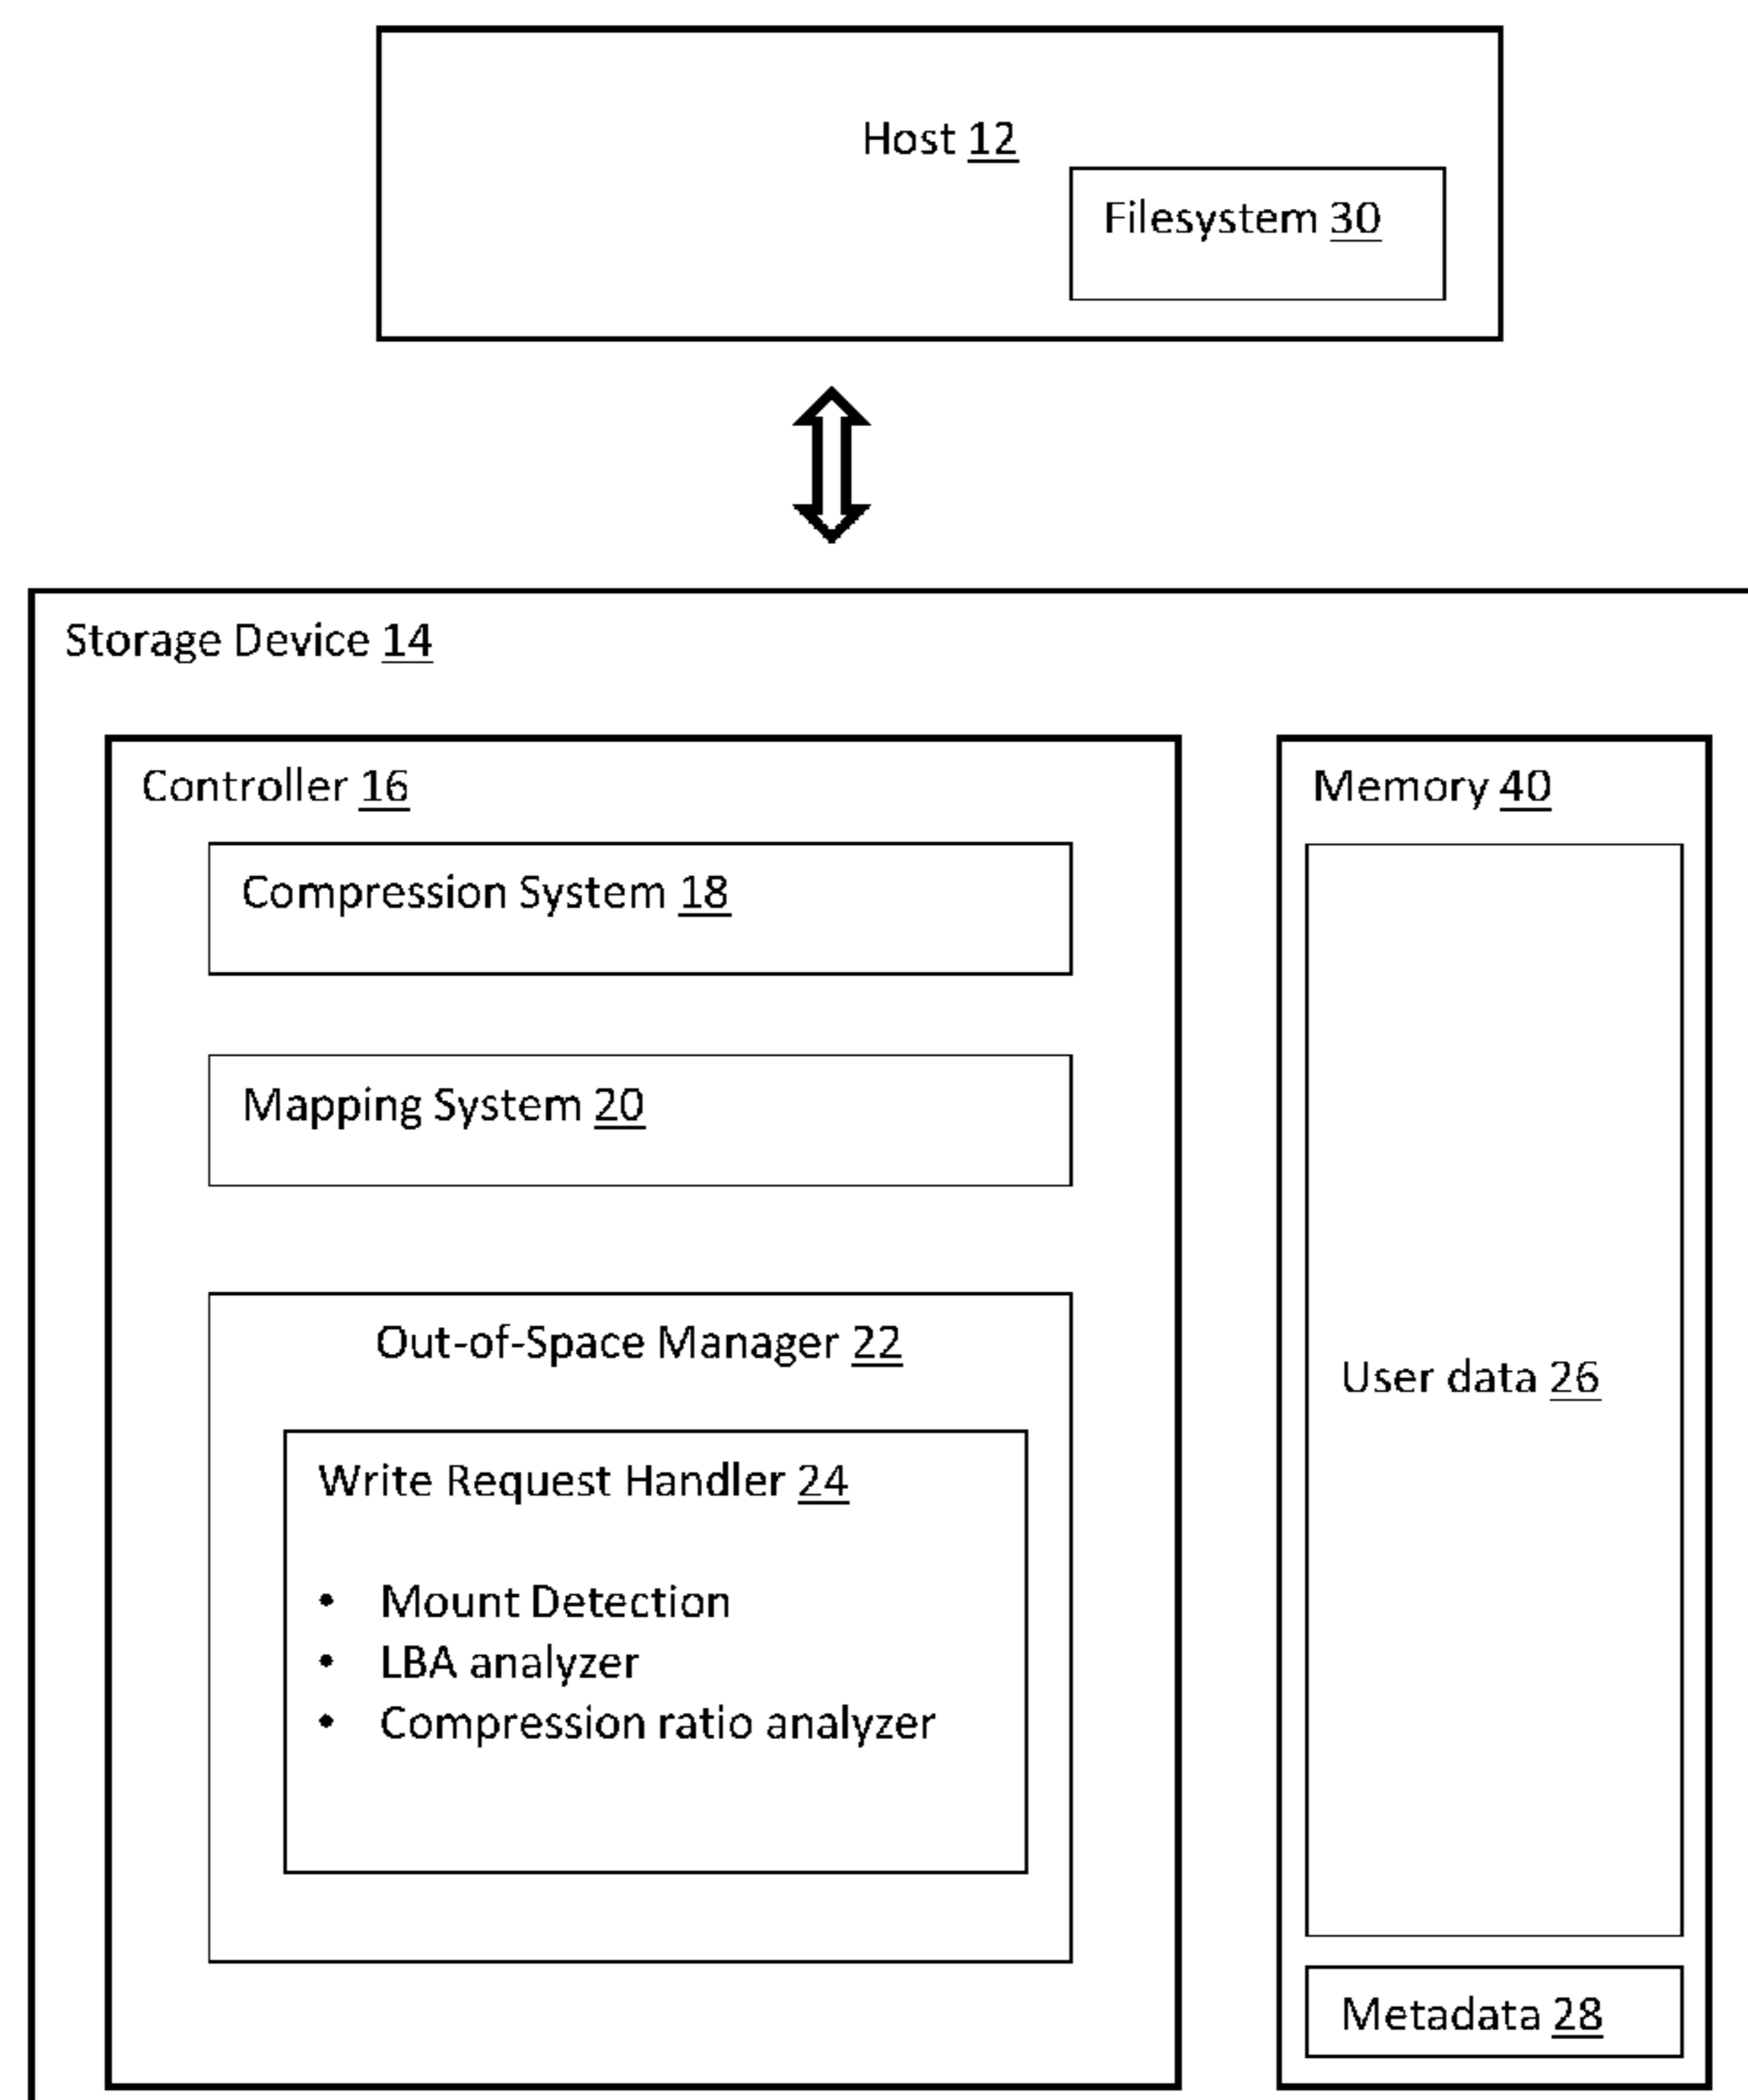 Host 12
Filesystem 30
Storage Device 14
Controller 16
Compression System 18
Mapping System 20
Out-of-Space Manager 22
Write Request Handler 24
• Mount Detection
• LBA analyzer
• Compression ratio analyzer
Memory 40
User data 26
Metadata 28